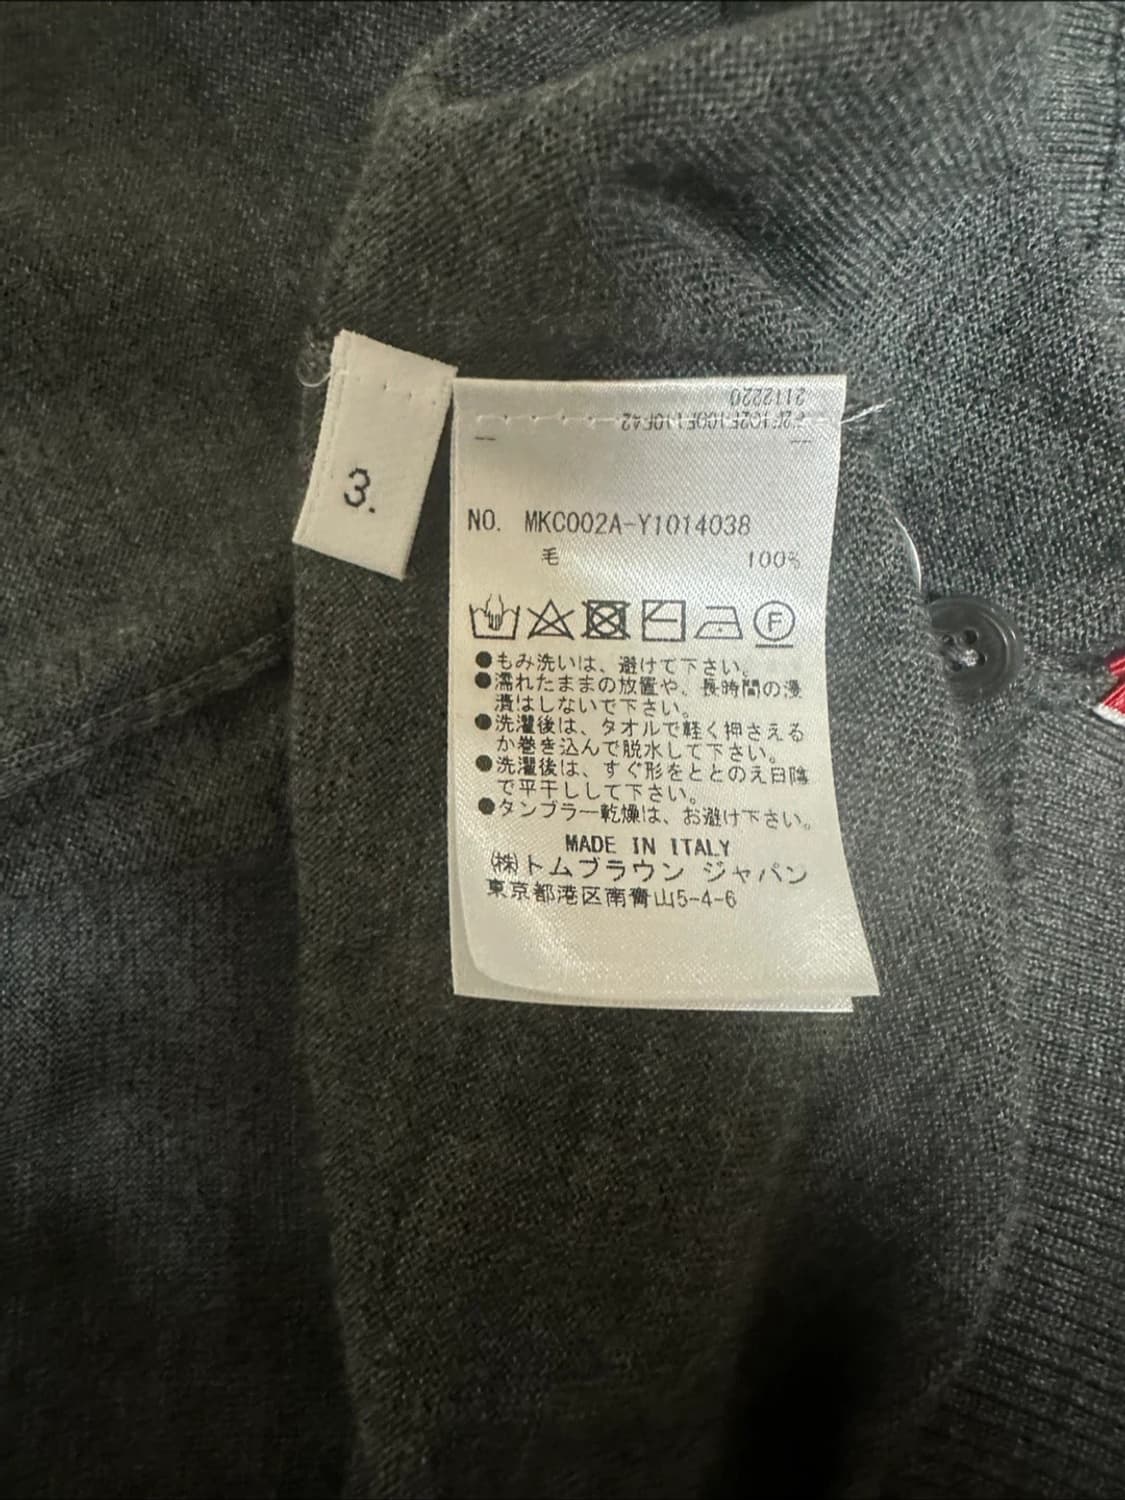 3.
2112220
NO. MKC002A-Y1014038
毛 100%
F
●もみ洗いは、避けて下さい。
●濡れたままの放置や、長時間の浸
漬はしないで下さい。
●洗濯後は、タオルで軽く押さえる
か巻き込んで脱水して下さい。
●洗濯後は、すぐ形をととのえ日陰
で平干しして下さい。
●タンブラー乾燥は、お避け下さい。
MADE IN ITALY
(株)トムブラウン ジャパン
東京都港区南青山5-4-6